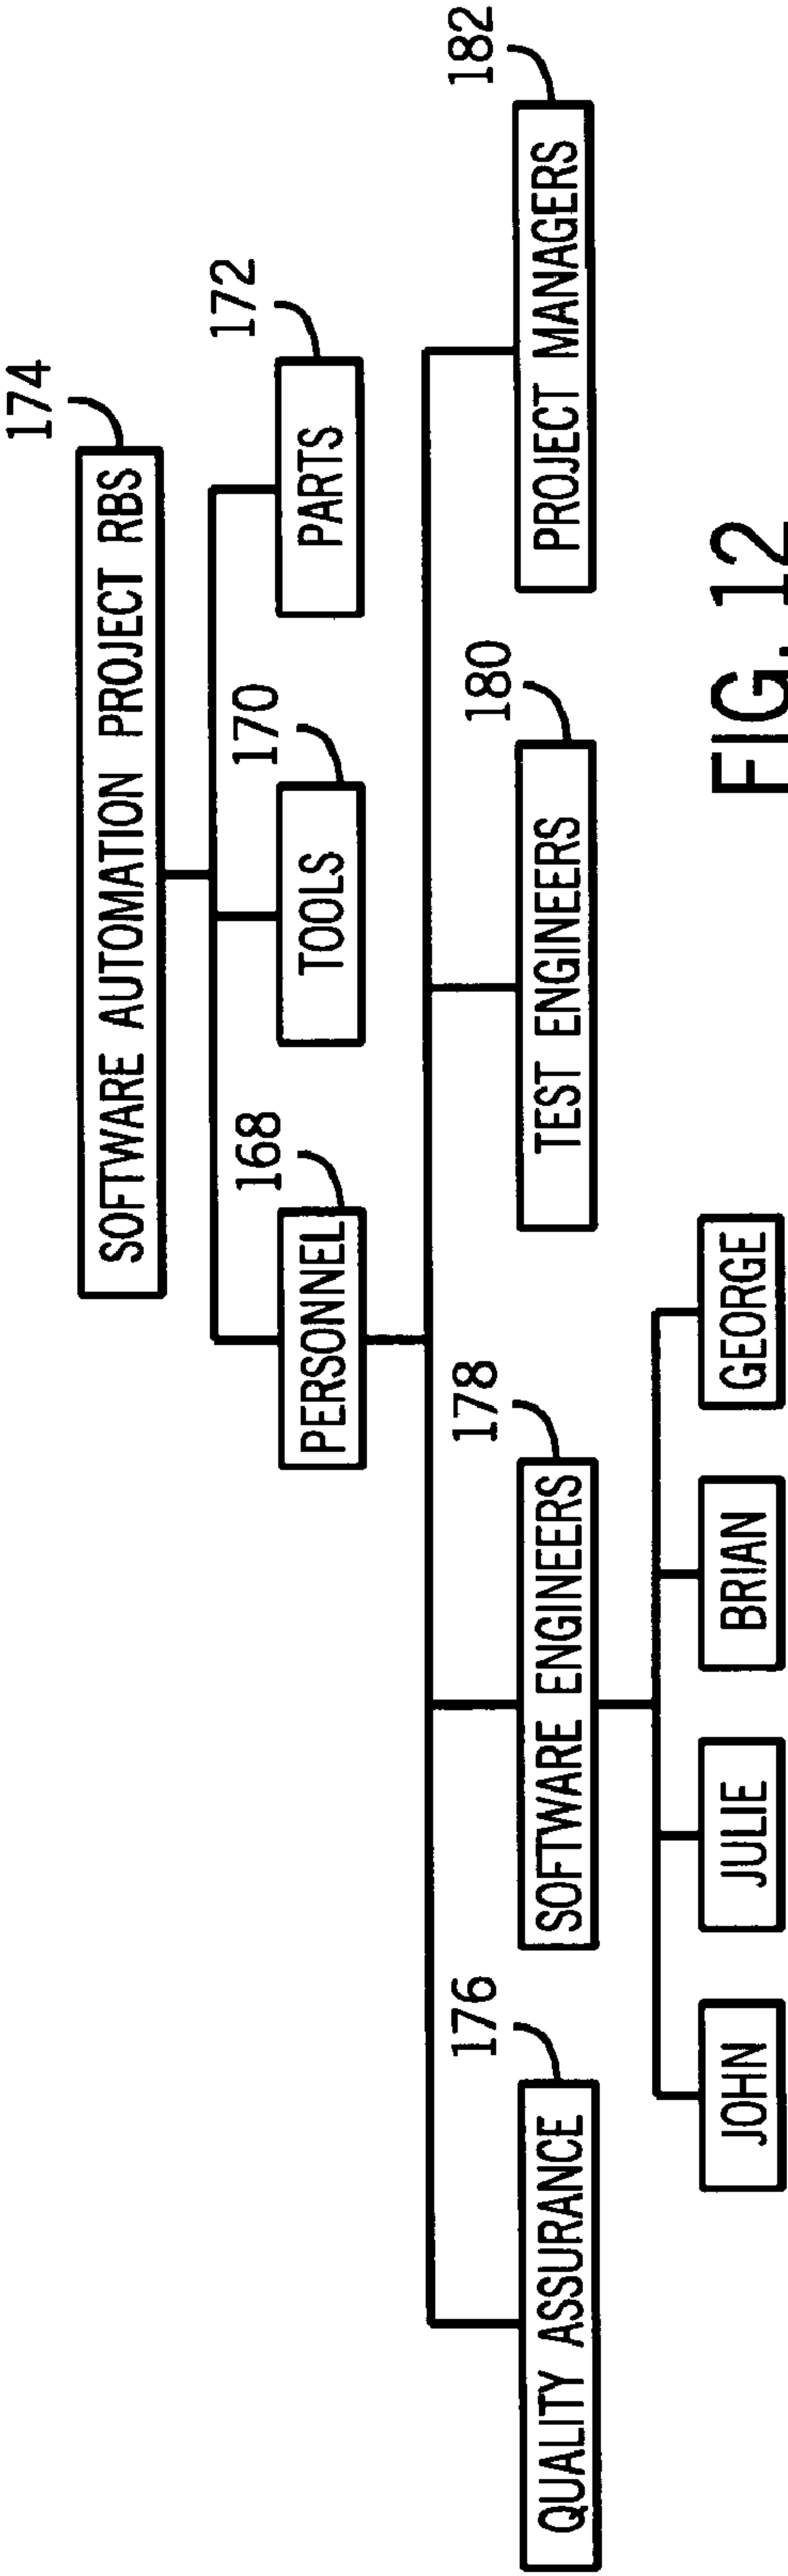 174
SOFTWARE AUTOMATION PROJECT RBS
168
170
172
PERSONNEL
TOOLS
PARTS
176
178
180
182
QUALITY ASSURANCE
SOFTWARE ENGINEERS
TEST ENGINEERS
PROJECT MANAGERS
JOHN
JULIE
BRIAN
GEORGE
FIG. 12